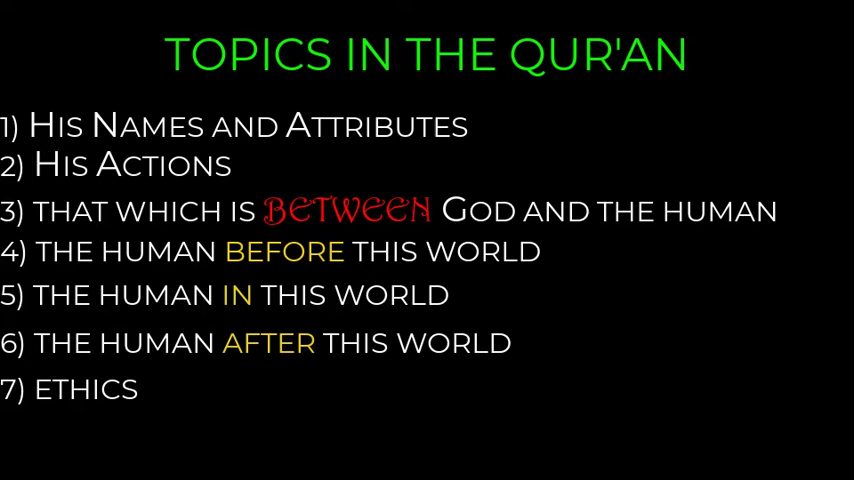 TOPICS IN THE QUR'AN
1) HIS NAMES AND ATTRIBUTES
2) HIS ACTIONS
3) THAT WHICH IS BETWEEN GOD AND THE HUMAN
4) THE HUMAN BEFORE THIS WORLD
5) THE HUMAN IN THIS WORLD
6) THE HUMAN AFTER THIS WORLD
7) ETHICS